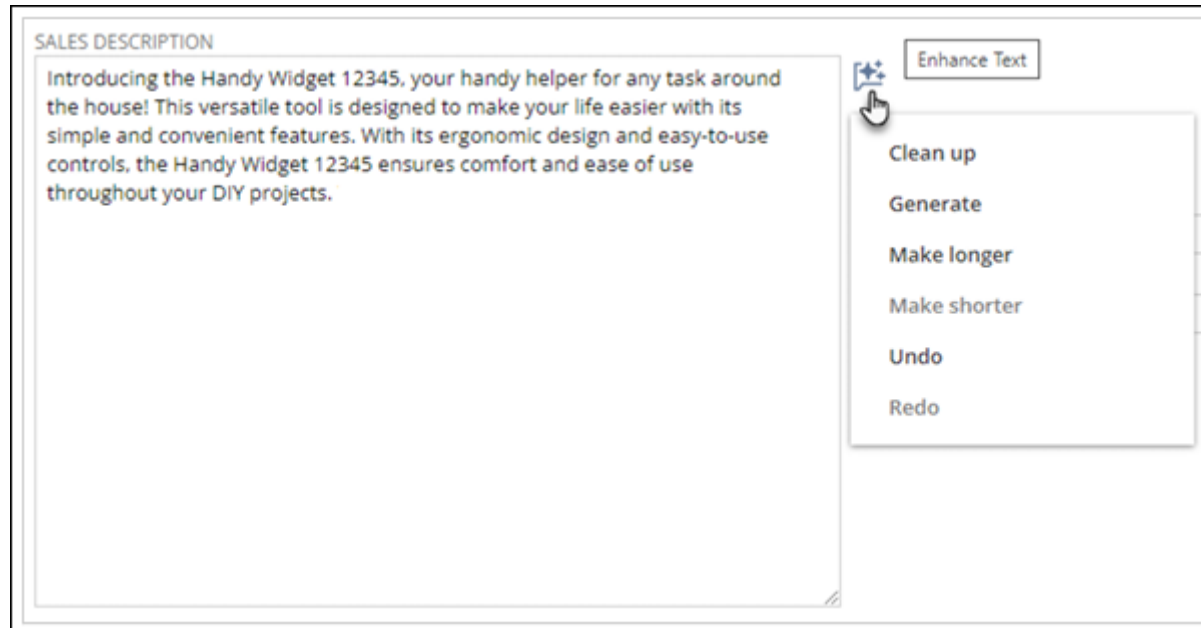 SALES DESCRIPTION
Introducing the Handy Widget 12345, your handy helper for any task around
the house! This versatile tool is designed to make your life easier with its
simple and convenient features. With its ergonomic design and easy-to-use
controls, the Handy Widget 12345 ensures comfort and ease of use
throughout your DIY projects.
Enhance Text
Clean up
Generate
Make longer
Make shorter
Undo
Redo